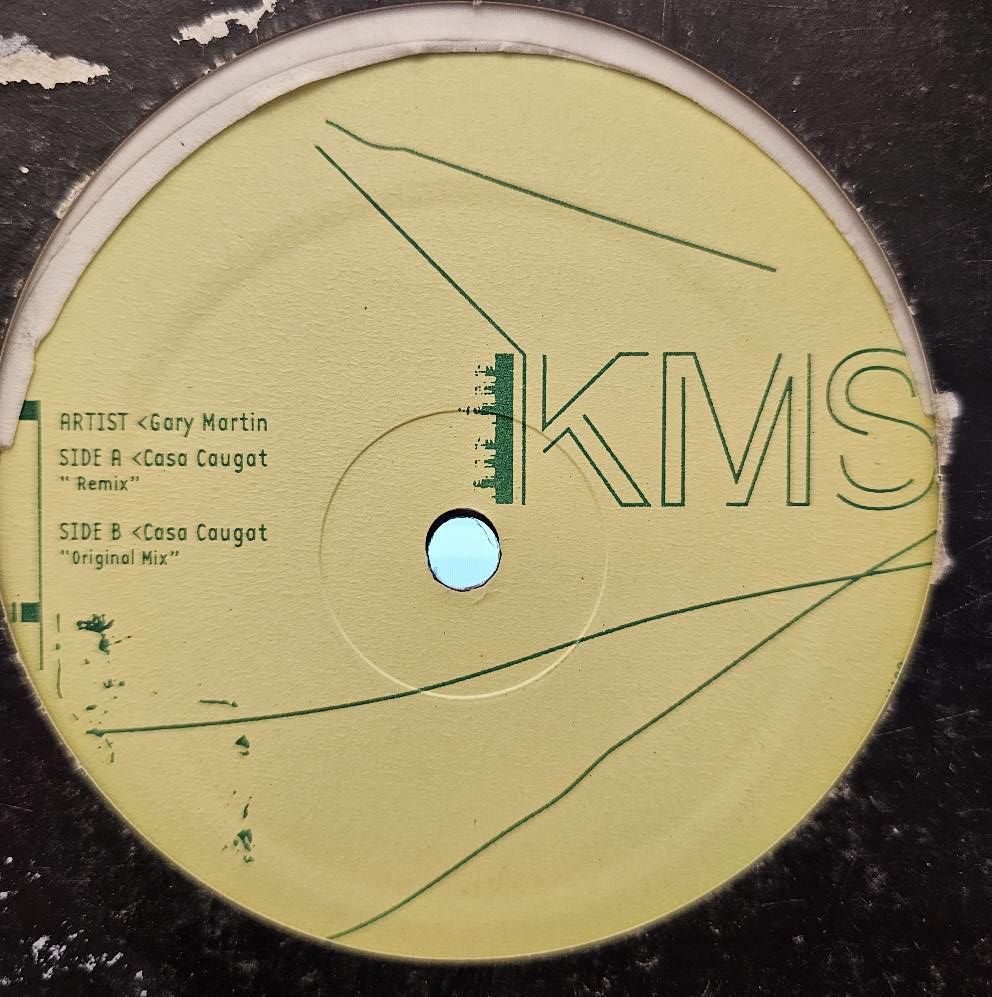 KMS
ARTIST <Gary Martin
SIDE A <Casa Caugat
“ Remix”
SIDE B <Casa Caugat
“Original Mix”